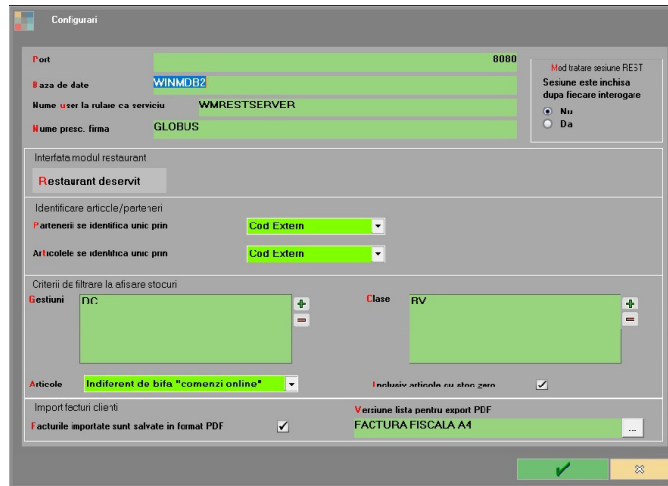 Configurari
Port 8080
Mod tratare sesiune REST
Baza de date WINMDB2
Sesiune este inchisa
dupa fiecare interogare
Nume user la rulare ca serviciu WMRESTSERVER
Nu
Nume presc. firma GLOBUS
Da
Interfata modul restaurant
Restaurant deservit
Identificare articole/parteneri
Partenerii se identifica unic prin Cod Extern
Articolele se identifica unic prin Cod Extern
Criterii de filtrare la afisare stocuri
Gestiuni DC
Clase BV
Articole Indiferent de bifa "comenzi online"
Inclusiv articole cu stoc zero
Import facturi clienti
Versiune lista pentru export PDF
Facturile importate sunt salvate in format PDF
FACTURA FISCALA A4
...